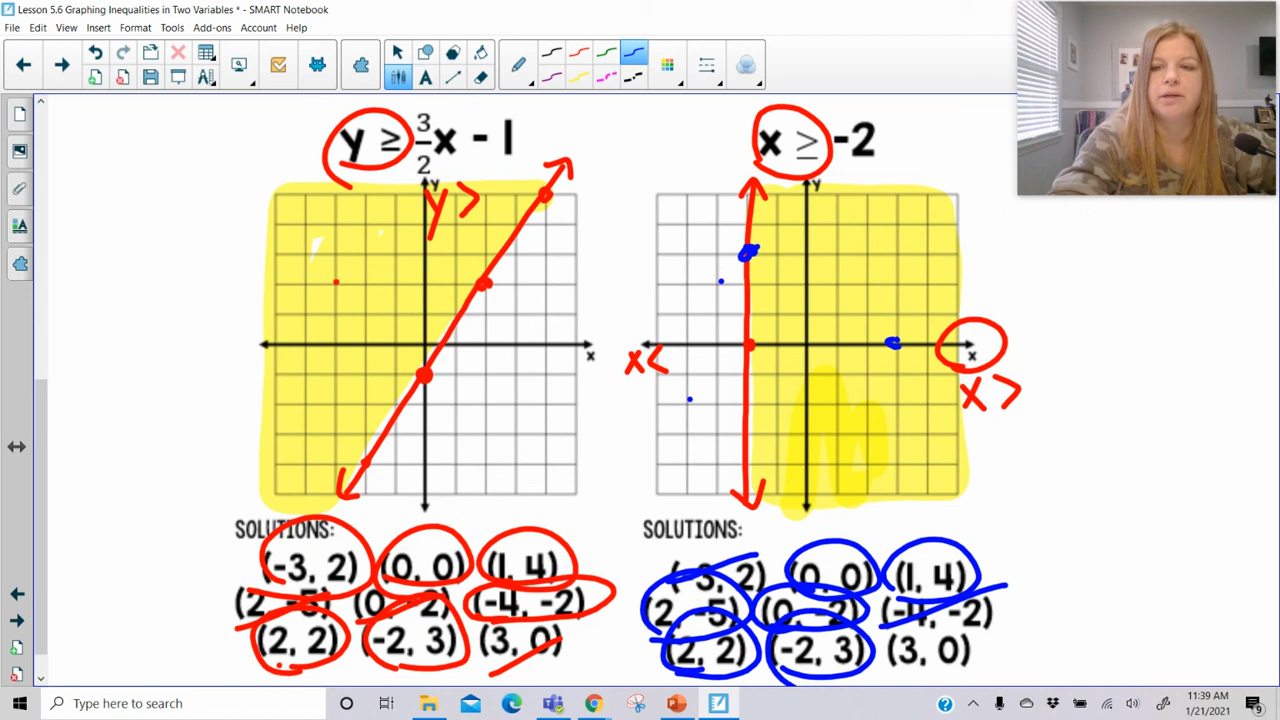 Lesson 5.6 Graphing Inequalities in Two Variables * - SMART Notebook
File Edit View Insert Format Tools Add-ons Account Help
y ≥ 3/2 x - 1
x ≥ -2
y
y >
x
y
x <
x
x >
SOLUTIONS:
(-3, 2) (0, 0) (1, 4)
(2, -5) (0, -2) (-4, -2)
(2, 2) (-2, 3) (3, 0)
SOLUTIONS:
(-3, 2) (0, 0) (1, 4)
(2, -5) (0, -2) (-4, -2)
(2, 2) (-2, 3) (3, 0)
Type here to search
11:39 AM
1/21/2021
9